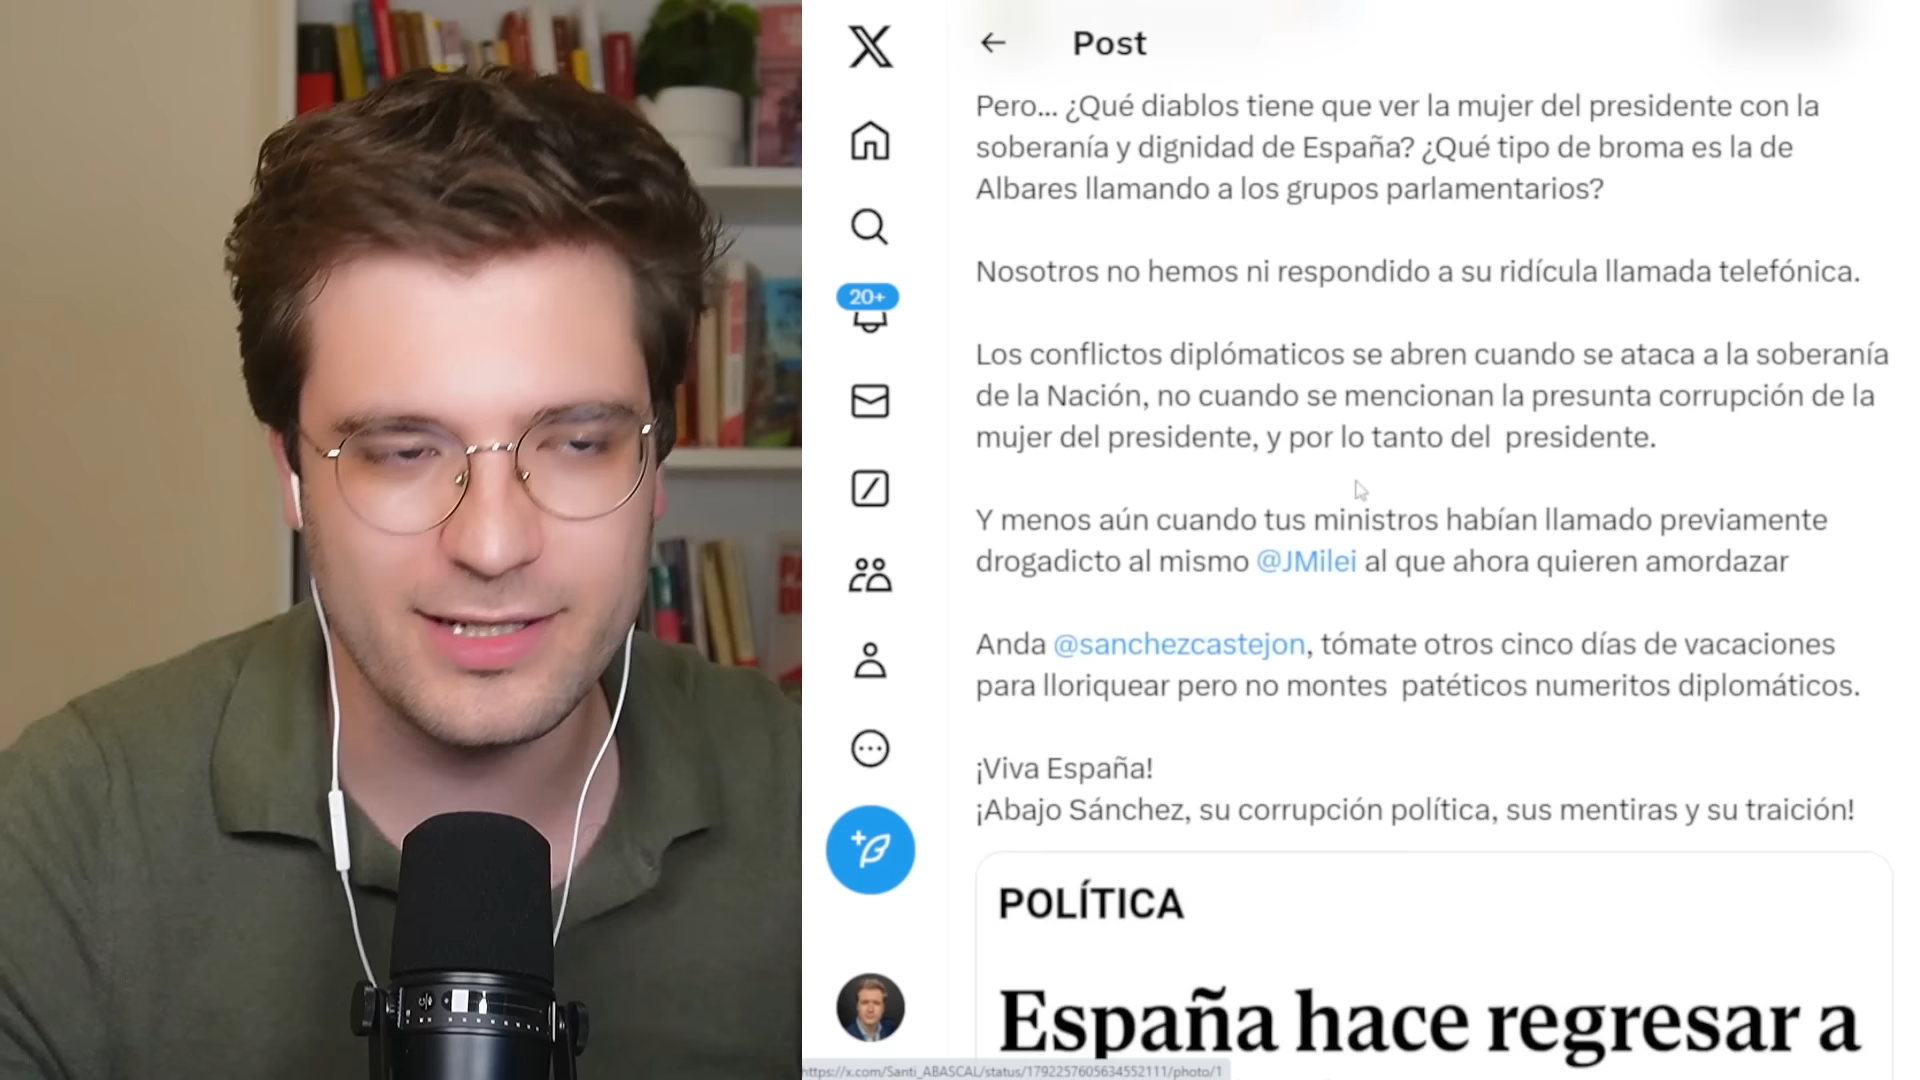 Post
Pero... ¿Qué diablos tiene que ver la mujer del presidente con la
soberanía y dignidad de España? ¿Qué tipo de broma es la de
Albares llamando a los grupos parlamentarios?
Nosotros no hemos ni respondido a su ridícula llamada telefónica.
20+
Los conflictos diplómaticos se abren cuando se ataca a la soberanía
de la Nación, no cuando se mencionan la presunta corrupción de la
mujer del presidente, y por lo tanto del presidente.
Y menos aún cuando tus ministros habían llamado previamente
drogadicto al mismo @JMilei al que ahora quieren amordazar
Anda @sanchezcastejon, tómate otros cinco días de vacaciones
para lloriquear pero no montes patéticos numeritos diplomáticos.
¡Viva España!
¡Abajo Sánchez, su corrupción política, sus mentiras y su traición!
POLÍTICA
España hace regresar a
https://x.com/Santi_ABASCAL/status/1792257605634552111/photo/1